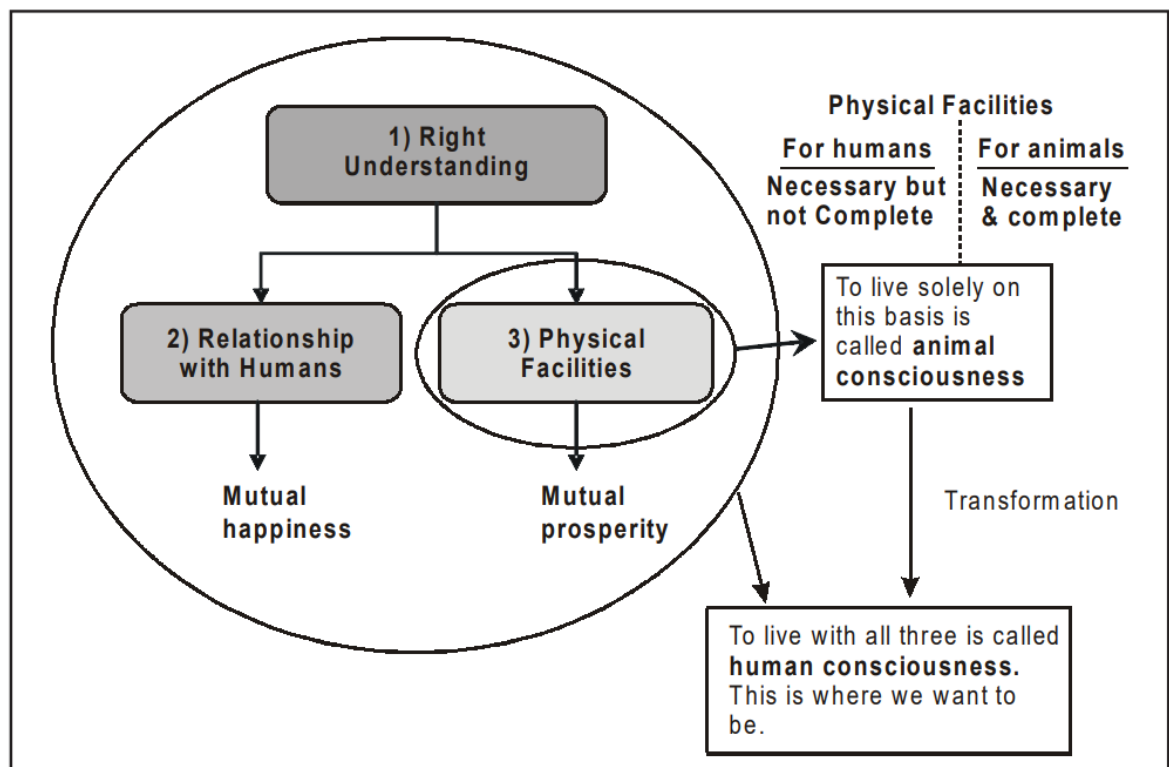 1) Right
Understanding
2) Relationship
with Humans
3) Physical
Facilities
Mutual
happiness
Mutual
prosperity
Physical Facilities
For humans
Necessary but
not Complete
For animals
Necessary
& complete
To live solely on
this basis is
called animal
consciousness
Transformation
To live with all three is called
human consciousness.
This is where we want to
be.